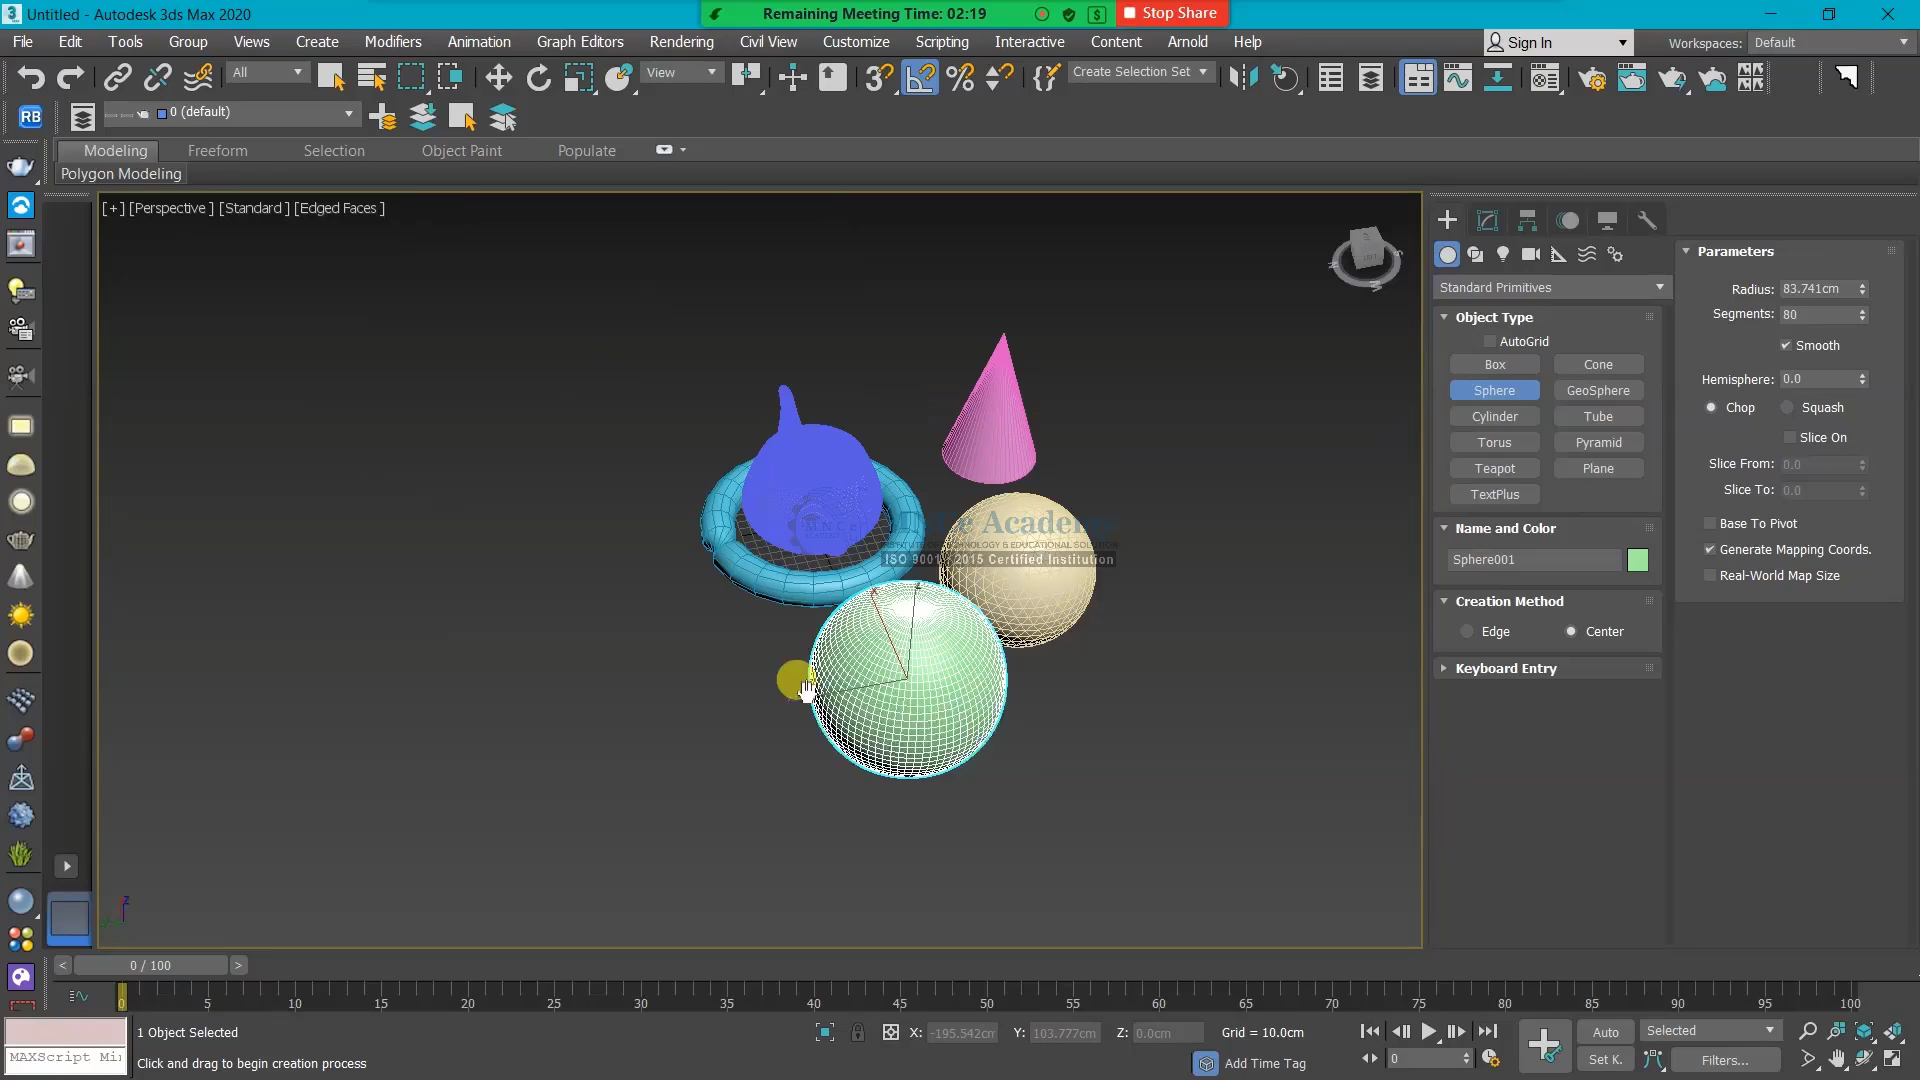 Untitled - Autodesk 3ds Max 2020
Remaining Meeting Time: 02:19
Stop Share
File Edit Tools Group Views Create Modifiers Animation Graph Editors Rendering Civil View Customize Scripting Interactive Content Arnold Help
Sign In
Workspaces: Default
All
View
Create Selection Set
RB
0 (default)
Modeling Freeform Selection Object Paint Populate
Polygon Modeling
[+] [Perspective ] [Standard ] [Edged Faces ]
ISO 9001 : 2015 Certified Institution
Standard Primitives
Object Type
AutoGrid
Box Cone
Sphere GeoSphere
Cylinder Tube
Torus Pyramid
Teapot Plane
TextPlus
Name and Color
Sphere001
Creation Method
Edge Center
Keyboard Entry
Parameters
Radius: 83.741cm
Segments: 80
Smooth
Hemisphere: 0.0
Chop Squash
Slice On
Slice From: 0.0
Slice To: 0.0
Base To Pivot
Generate Mapping Coords.
Real-World Map Size
z
< 0 / 100 >
0 5 10 15 20 25 30 35 40 45 50 55 60 65 70 75 80 85 90 95 100
1 Object Selected
X: -195.542cm Y: 103.777cm Z: 0.0cm Grid = 10.0cm
Auto Selected
MAXScript Mi
Click and drag to begin creation process
Add Time Tag
0
Set K. Filters...